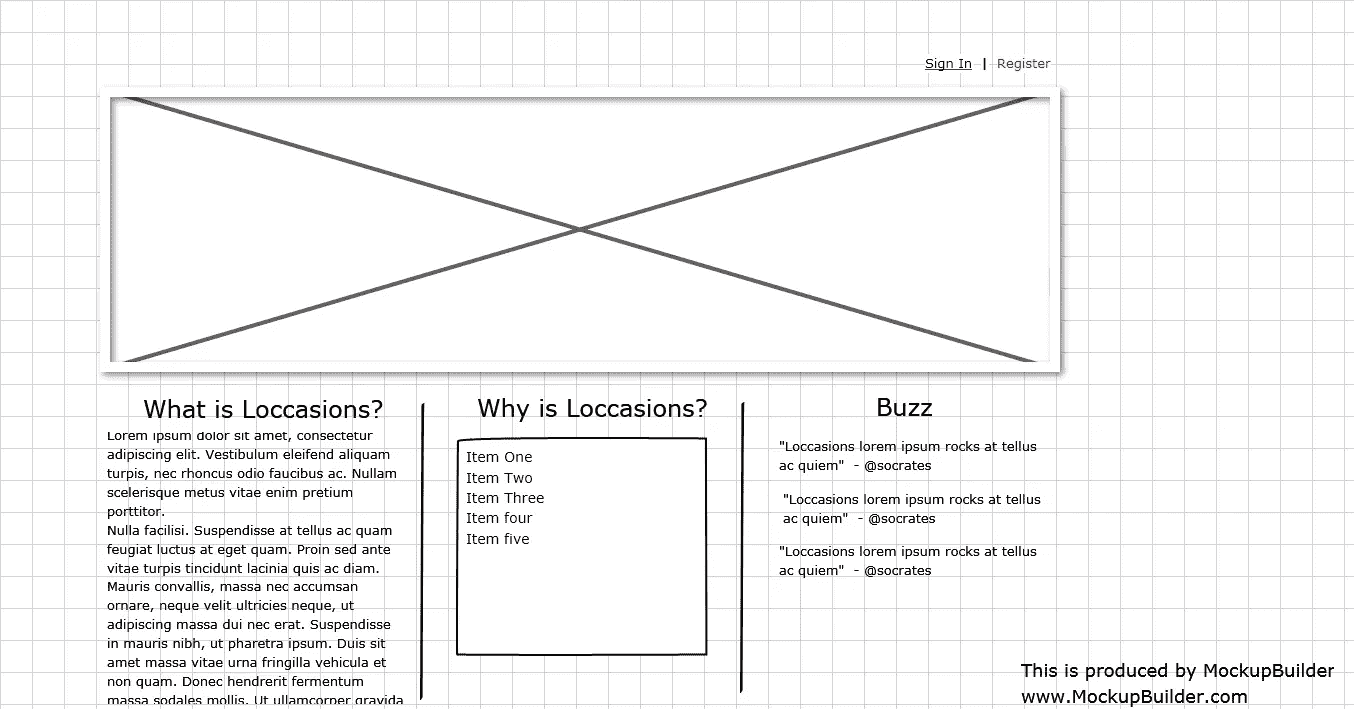 Sign In | Register
What is Loccasions?
Lorem ipsum dolor sit amet, consectetur
adipiscing elit. Vestibulum eleifend aliquam
turpis, nec rhoncus odio faucibus ac. Nullam
scelerisque metus vitae enim pretium
porttitor.
Nulla facilisi. Suspendisse at tellus ac quam
feugiat luctus at eget quam. Proin sed ante
vitae turpis tincidunt lacinia quis ac diam.
Mauris convallis, massa nec accumsan
ornare, neque velit ultricies neque, ut
adipiscing massa dui nec erat. Suspendisse
in mauris nibh, ut pharetra ipsum. Duis sit
amet massa vitae urna fringilla vehicula et
non quam. Donec hendrerit fermentum
massa sodales mollis. Ut ullamcorper gravida
Why is Loccasions?
Item One
Item Two
Item Three
Item four
Item five
Buzz
"Loccasions lorem ipsum rocks at tellus
ac quiem"  - @socrates
"Loccasions lorem ipsum rocks at tellus
ac quiem"  - @socrates
"Loccasions lorem ipsum rocks at tellus
ac quiem"  - @socrates
This is produced by MockupBuilder
www.MockupBuilder.com